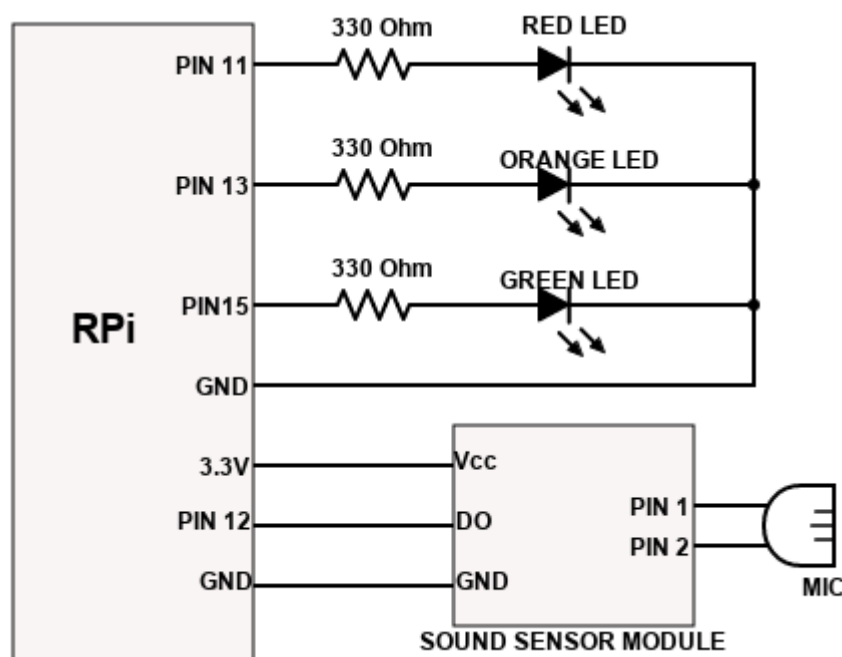 330 Ohm RED LED
PIN 11
330 Ohm ORANGE LED
PIN 13
330 Ohm GREEN LED
PIN15
RPi
GND
3.3V Vcc
PIN 1
PIN 12 DO
PIN 2
GND GND
MIC
SOUND SENSOR MODULE